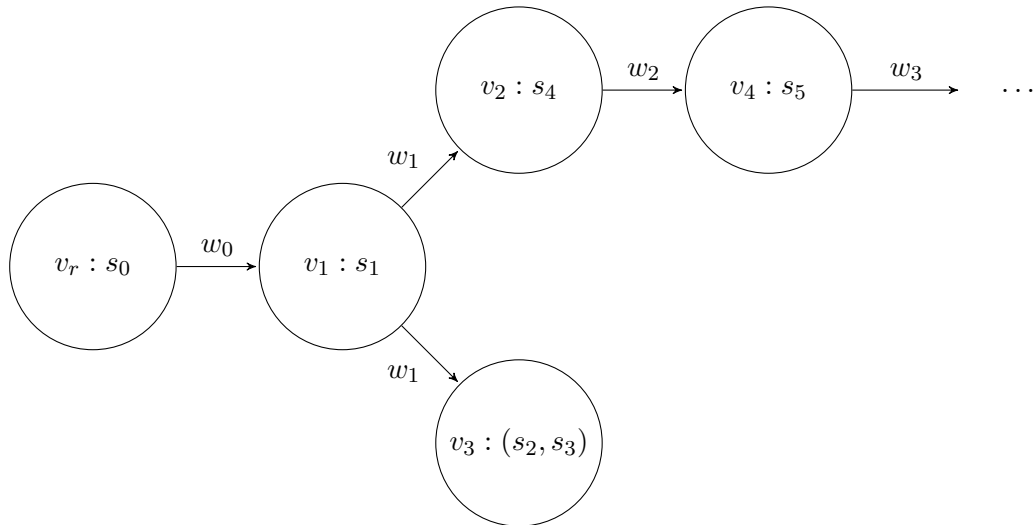 v_2 : s_4
w_2
v_4 : s_5
w_3
...
w_1
v_r : s_0
w_0
v_1 : s_1
w_1
v_3 : (s_2, s_3)